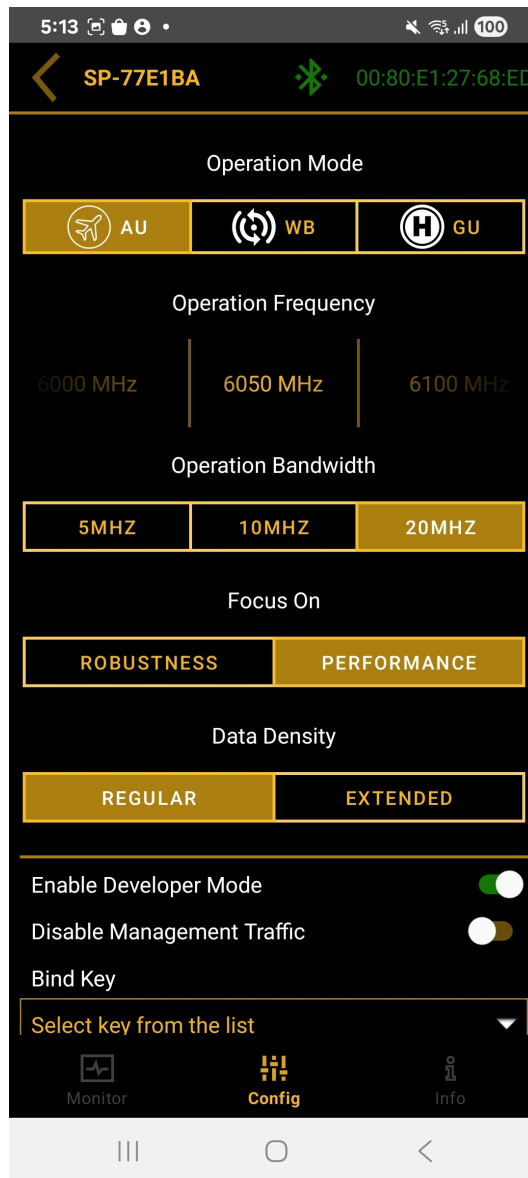 5:13
100
SP-77E1BA 00:80:E1:27:68:ED
Operation Mode
AU WB H GU
Operation Frequency
6000 MHz 6050 MHz 6100 MHz
Operation Bandwidth
5MHZ 10MHZ 20MHZ
Focus On
ROBUSTNESS PERFORMANCE
Data Density
REGULAR EXTENDED
Enable Developer Mode
Disable Management Traffic
Bind Key
Select key from the list
Monitor Config Info